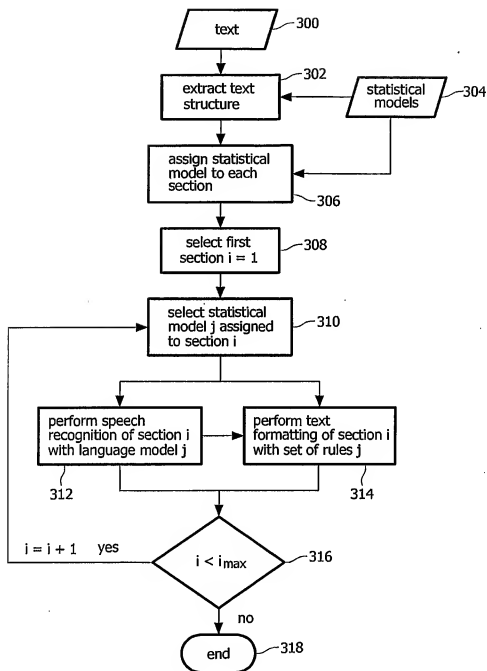 text
300
302
extract text
structure
statistical
models
304
assign statistical
model to each
section
306
select first
section i = 1
308
select statistical
model j assigned
to section i
310
perform speech
recognition of section i
with language model j
312
perform text
formatting of section i
with set of rules j
314
i = i + 1 yes
i < imax
316
no
end
318